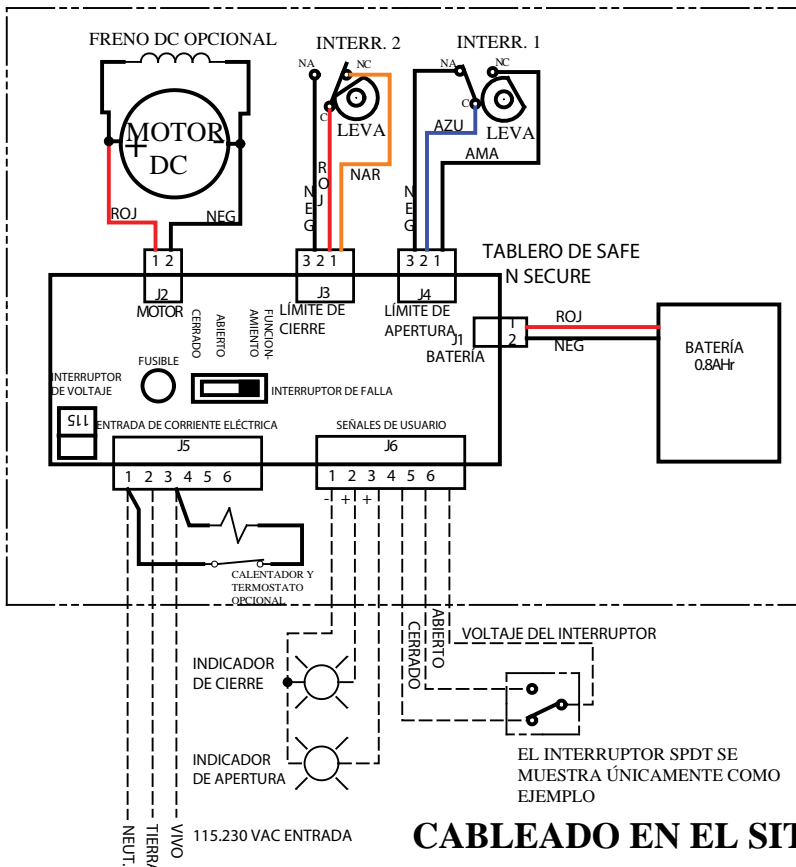 FRENO DC OPCIONAL
INTERR. 2
INTERR. 1
NA
NC
NA
NC
C
C
MOTOR
+ -
DC
LEVA
LEVA
AZU
AMA
ROJ
NAR
NEG
NEG
ROJ
NEG
1 2
3 2 1
3 2 1
TABLERO DE SAFE
N SECURE
J2
MOTOR
J3
LÍMITE DE
CIERRE
J4
LÍMITE DE
APERTURA
J1
BATERÍA
1
2
ROJ
NEG
BATERÍA
0.8AHr
CERRADO
ABIERTO
FUNCION-
AMIENTO
FUSIBLE
INTERRUPTOR
DE VOLTAJE
INTERRUPTOR DE FALLA
115
ENTRADA DE CORRIENTE ELÉCTRICA
SEÑALES DE USUARIO
J5
J6
1 2 3 4 5 6
1 2 3 4 5 6
- + +
CALENTADOR Y
TERMOSTATO
OPCIONAL
ABIERTO
CERRADO
VOLTAJE DEL INTERRUPTOR
INDICADOR
DE CIERRE
INDICADOR
DE APERTURA
EL INTERRUPTOR SPDT SE
MUESTRA ÚNICAMENTE COMO
EJEMPLO
NEUT.
TIERRA
VIVO
115.230 VAC ENTRADA
CABLEADO EN EL SIT